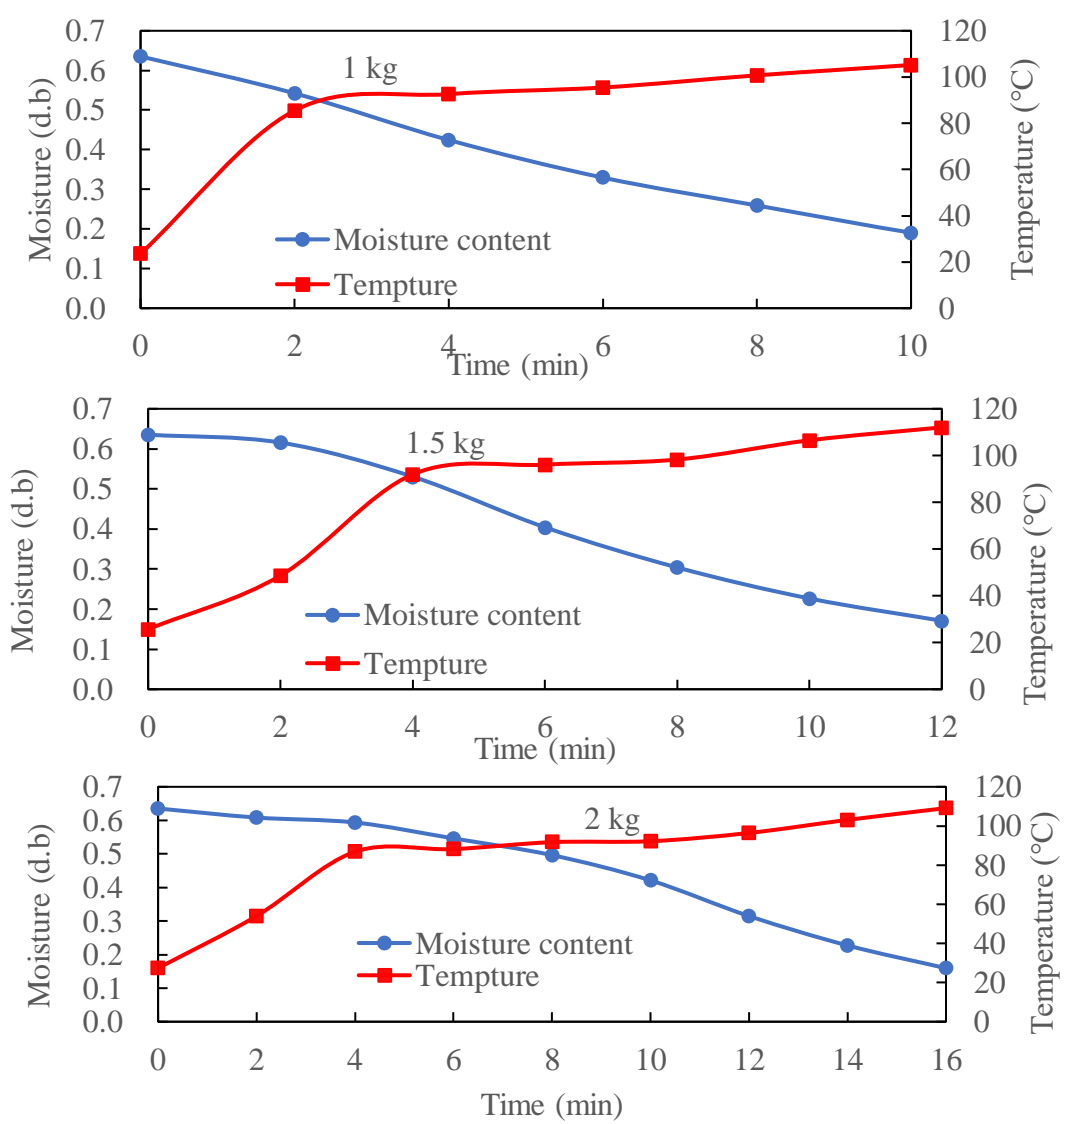 Moisture (d.b)
0.7
0.6
0.5
0.4
0.3
0.2
0.1
0.0
1 kg
Moisture content
Tempture
120
100
80
60
40
20
0
Temperature (°C)
0 2 4 6 8 10
Time (min)
Moisture (d.b)
0.7
0.6
0.5
0.4
0.3
0.2
0.1
0.0
1.5 kg
Moisture content
Tempture
120
100
80
60
40
20
0
Temperature (°C)
0 2 4 6 8 10 12
Time (min)
Moisture (d.b)
0.7
0.6
0.5
0.4
0.3
0.2
0.1
0.0
2 kg
Moisture content
Tempture
120
100
80
60
40
20
0
Temperature (°C)
0 2 4 6 8 10 12 14 16
Time (min)